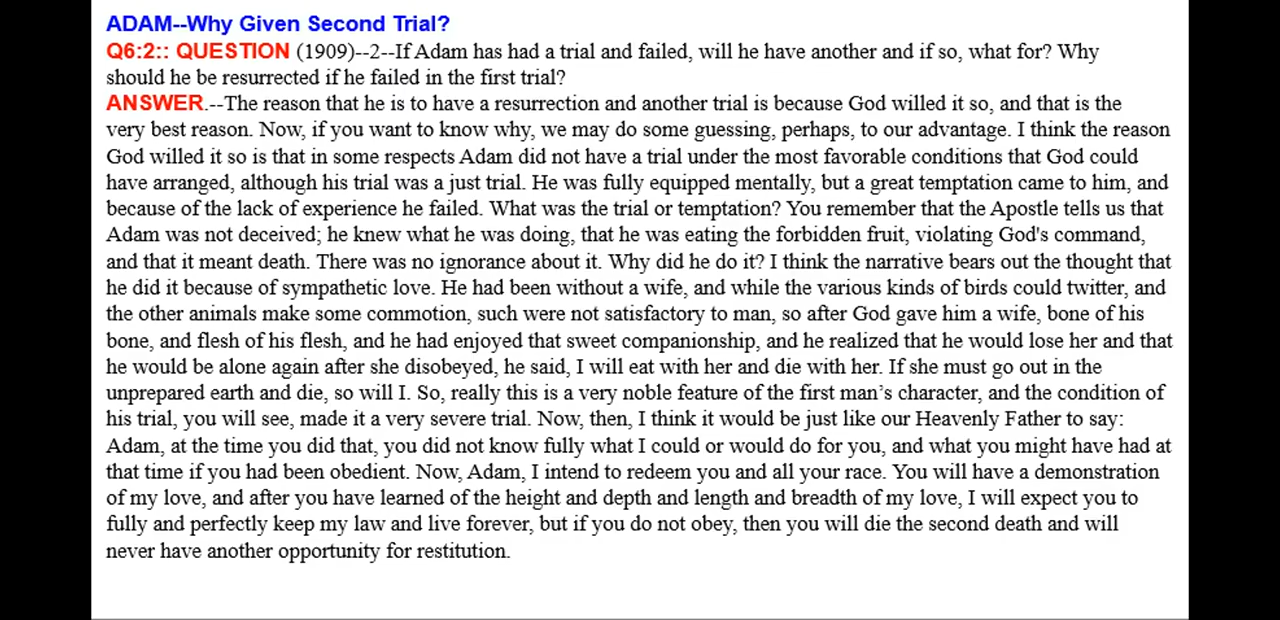 ADAM--Why Given Second Trial?
Q6:2:: QUESTION (1909)--2--If Adam has had a trial and failed, will he have another and if so, what for? Why
should he be resurrected if he failed in the first trial?
ANSWER.--The reason that he is to have a resurrection and another trial is because God willed it so, and that is the
very best reason. Now, if you want to know why, we may do some guessing, perhaps, to our advantage. I think the reason
God willed it so is that in some respects Adam did not have a trial under the most favorable conditions that God could
have arranged, although his trial was a just trial. He was fully equipped mentally, but a great temptation came to him, and
because of the lack of experience he failed. What was the trial or temptation? You remember that the Apostle tells us that
Adam was not deceived; he knew what he was doing, that he was eating the forbidden fruit, violating God's command,
and that it meant death. There was no ignorance about it. Why did he do it? I think the narrative bears out the thought that
he did it because of sympathetic love. He had been without a wife, and while the various kinds of birds could twitter, and
the other animals make some commotion, such were not satisfactory to man, so after God gave him a wife, bone of his
bone, and flesh of his flesh, and he had enjoyed that sweet companionship, and he realized that he would lose her and that
he would be alone again after she disobeyed, he said, I will eat with her and die with her. If she must go out in the
unprepared earth and die, so will I. So, really this is a very noble feature of the first man’s character, and the condition of
his trial, you will see, made it a very severe trial. Now, then, I think it would be just like our Heavenly Father to say:
Adam, at the time you did that, you did not know fully what I could or would do for you, and what you might have had at
that time if you had been obedient. Now, Adam, I intend to redeem you and all your race. You will have a demonstration
of my love, and after you have learned of the height and depth and length and breadth of my love, I will expect you to
fully and perfectly keep my law and live forever, but if you do not obey, then you will die the second death and will
never have another opportunity for restitution.